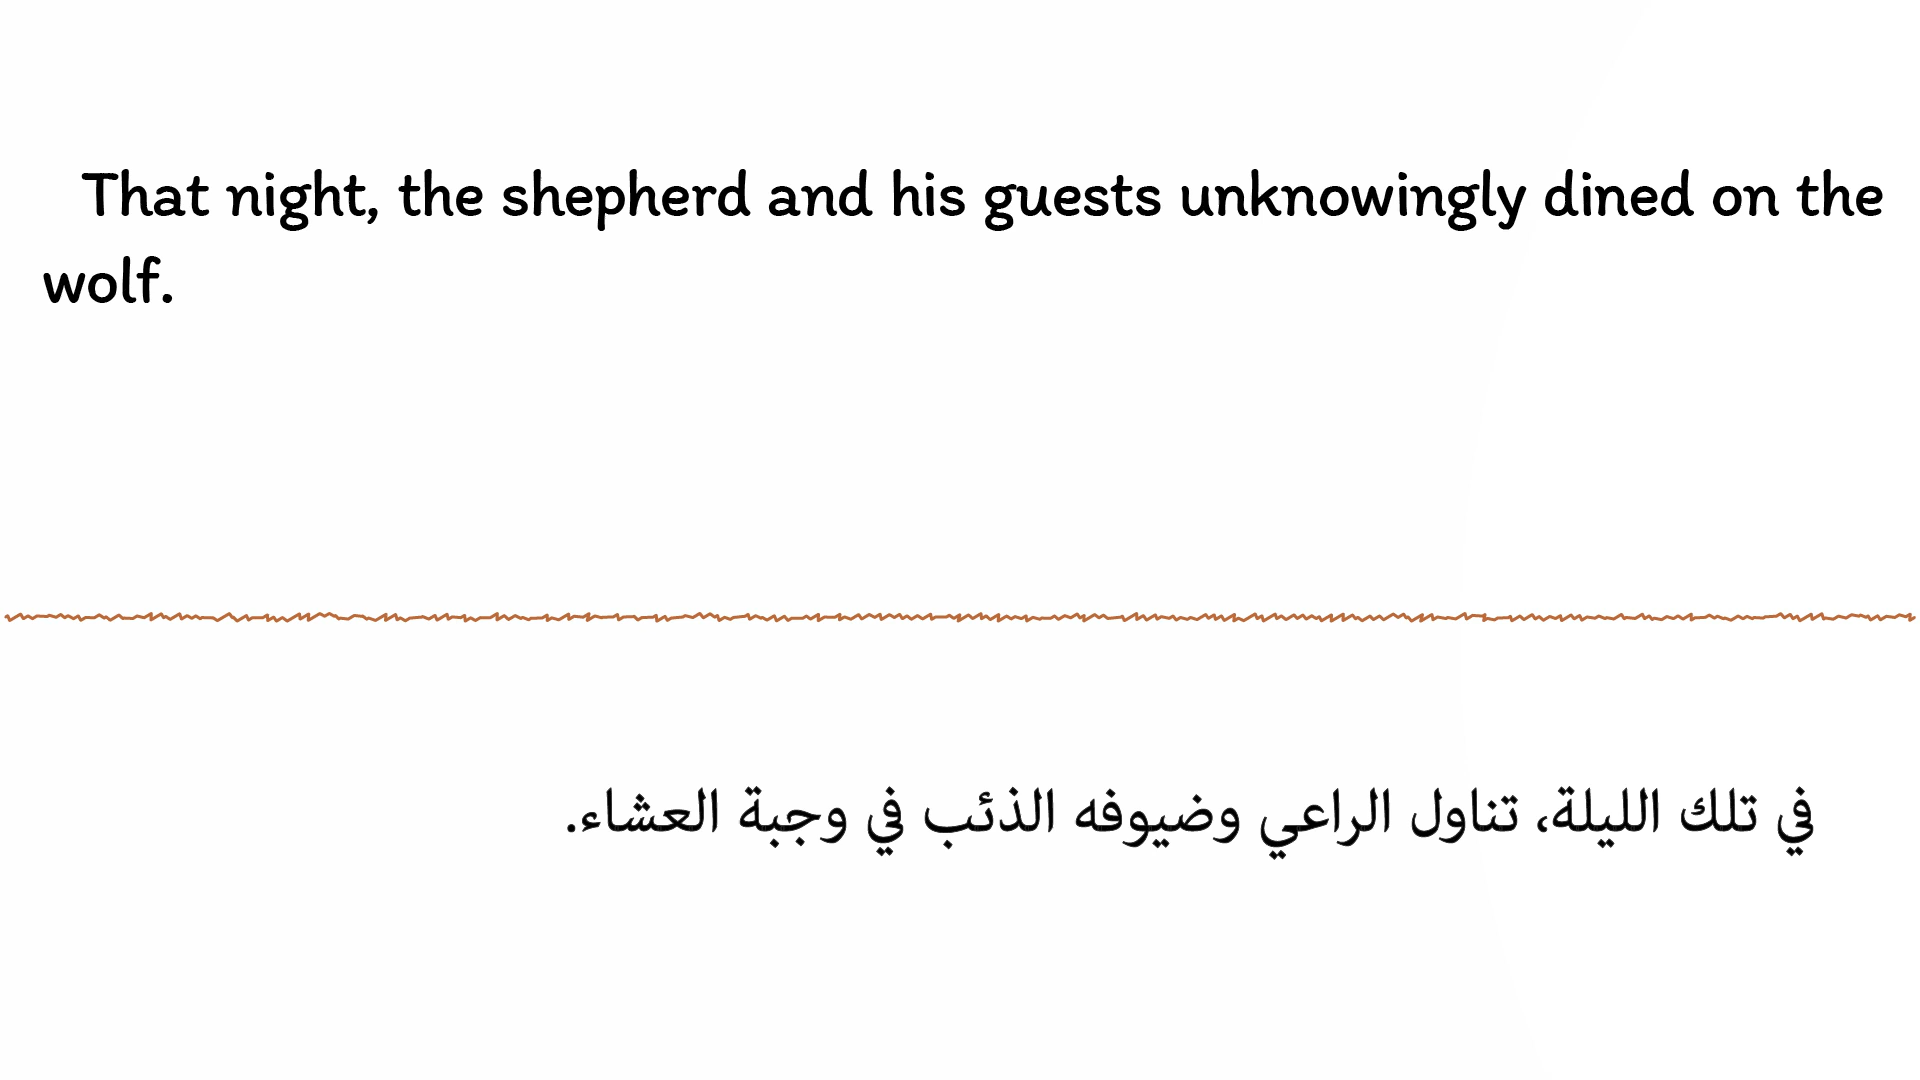 That night, the shepherd and his guests unknowingly dined on the
wolf.
في تلك الليلة، تناول الراعي وضيوفه الذئب في وجبة العشاء.